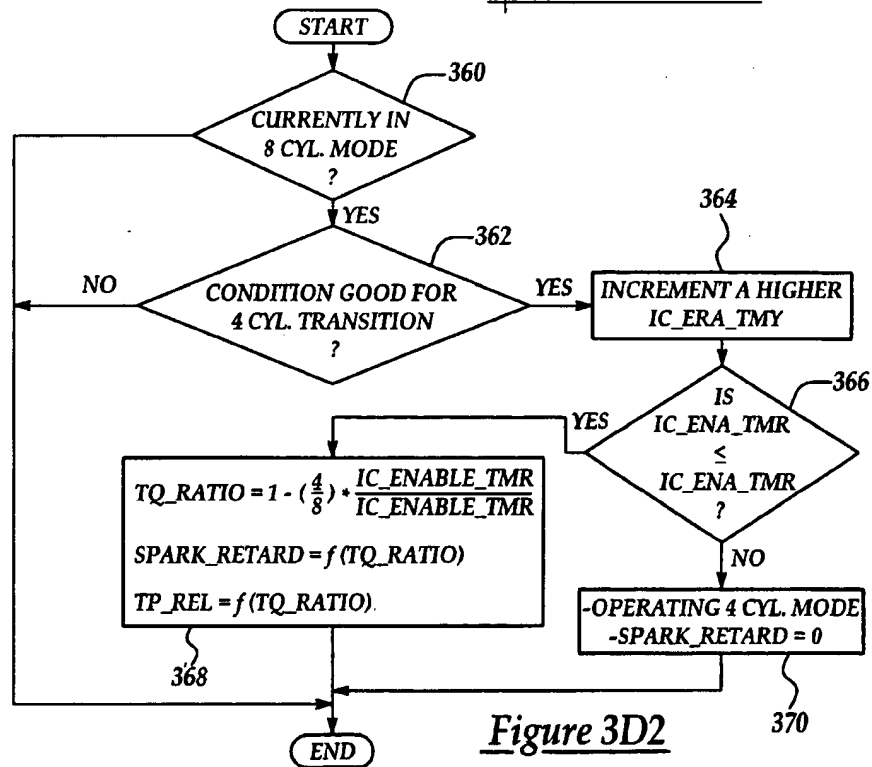 START
360
CURRENTLY IN
8 CYL. MODE
?
YES
362
NO
CONDITION GOOD FOR
4 CYL. TRANSITION
?
YES
364
INCREMENT A HIGHER
IC_ERA_TMY
366
IS
IC_ENA_TMR
≤
IC_ENA_TMR
?
YES
NO
TQ_RATIO = 1 - (4/8) * IC_ENABLE_TMR / IC_ENABLE_TMR
SPARK_RETARD = f (TQ_RATIO)
TP_REL = f (TQ_RATIO).
368
-OPERATING 4 CYL. MODE
-SPARK_RETARD = 0
370
END
Figure 3D2